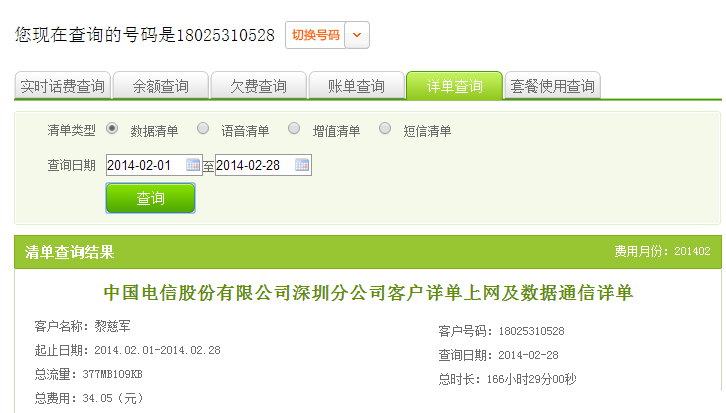 您现在查询的号码是18025310528 切换号码
实时话费查询 余额查询 欠费查询 账单查询 详单查询 套餐使用查询
清单类型 数据清单 语音清单 增值清单 短信清单
查询日期 2014-02-01 至 2014-02-28
查询
清单查询结果 费用月份：201402
中国电信股份有限公司深圳分公司客户详单上网及数据通信详单
客户名称：黎慈军 客户号码：18025310528
起止日期：2014.02.01-2014.02.28 查询日期：2014-02-28
总流量：377MB109KB 总时长：166小时29分00秒
总费用：34.05（元）